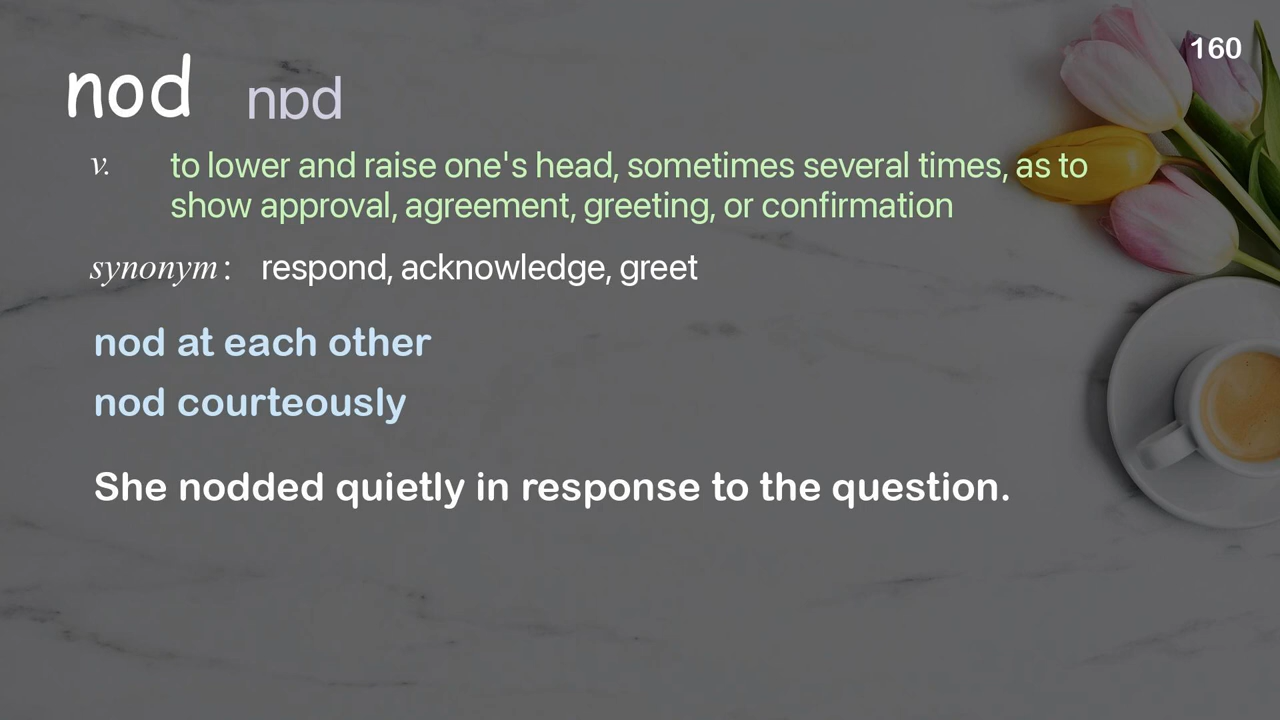 160
nod nɒd
v. to lower and raise one's head, sometimes several times, as to
show approval, agreement, greeting, or confirmation
synonym: respond, acknowledge, greet
nod at each other
nod courteously
She nodded quietly in response to the question.